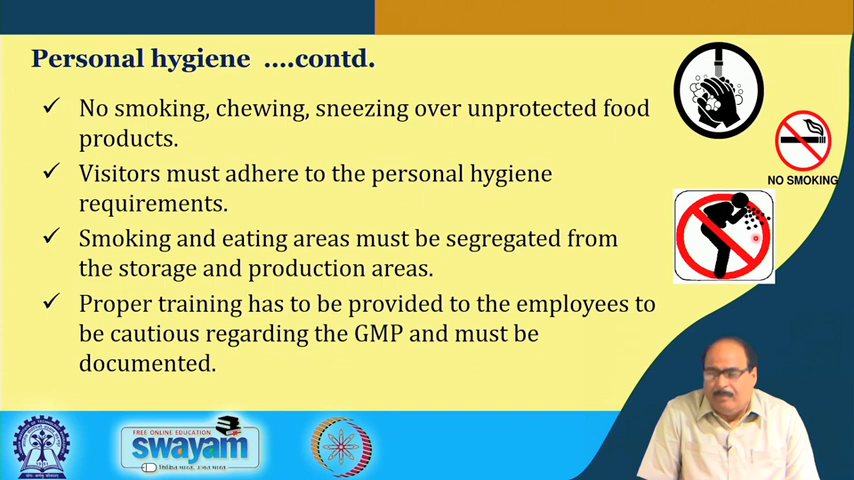 Personal hygiene ....contd.
✓ No smoking, chewing, sneezing over unprotected food
products.
✓ Visitors must adhere to the personal hygiene
requirements.
✓ Smoking and eating areas must be segregated from
the storage and production areas.
✓ Proper training has to be provided to the employees to
be cautious regarding the GMP and must be
documented.
NO SMOKING
FREE ONLINE EDUCATION
swayam